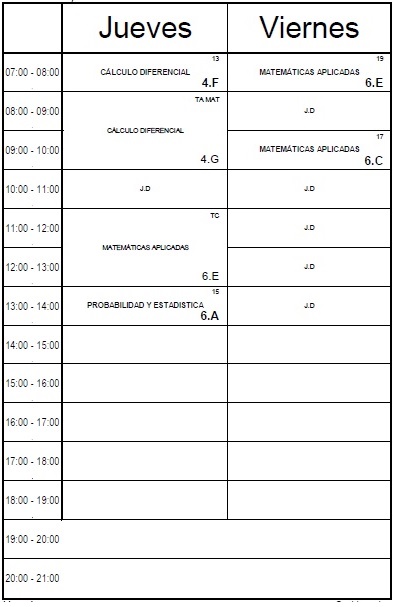 Jueves Viernes
07:00 - 08:00
13
CÁLCULO DIFERENCIAL
4.F
19
MATEMÁTICAS APLICADAS
6.E
08:00 - 09:00
TA MAT
CÁLCULO DIFERENCIAL
4.G
J.D
09:00 - 10:00
17
MATEMÁTICAS APLICADAS
6.C
10:00 - 11:00
J.D
J.D
11:00 - 12:00
TC
MATEMÁTICAS APLICADAS
6.E
J.D
12:00 - 13:00
J.D
13:00 - 14:00
15
PROBABILIDAD Y ESTADISTICA
6.A
J.D
14:00 - 15:00
15:00 - 16:00
16:00 - 17:00
17:00 - 18:00
18:00 - 19:00
19:00 - 20:00
20:00 - 21:00